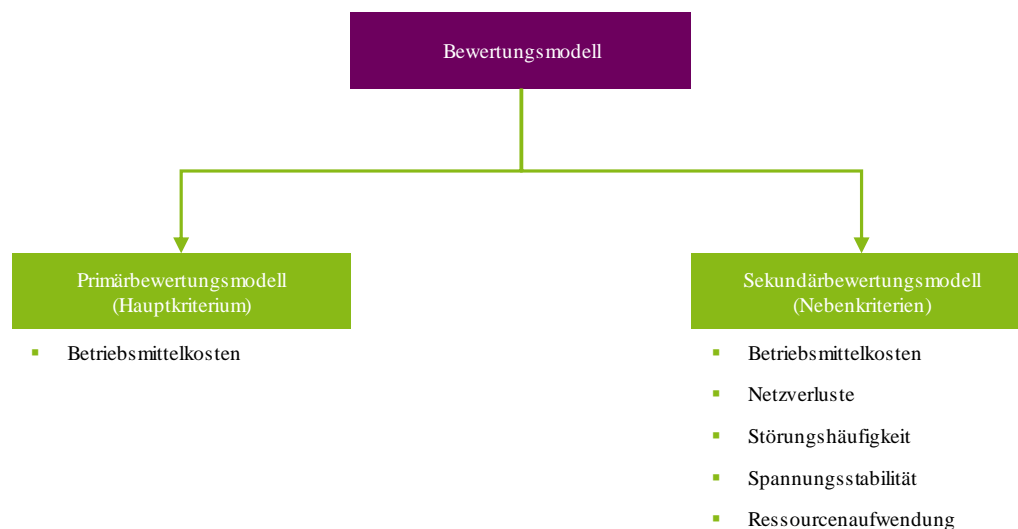 Bewertungsmodell
Primärbewertungsmodell
(Hauptkriterium)
Betriebsmittelkosten
Sekundärbewertungsmodell
(Nebenkriterien)
Betriebsmittelkosten
Netzverluste
Störungshäufigkeit
Spannungsstabilität
Ressourcenaufwendung